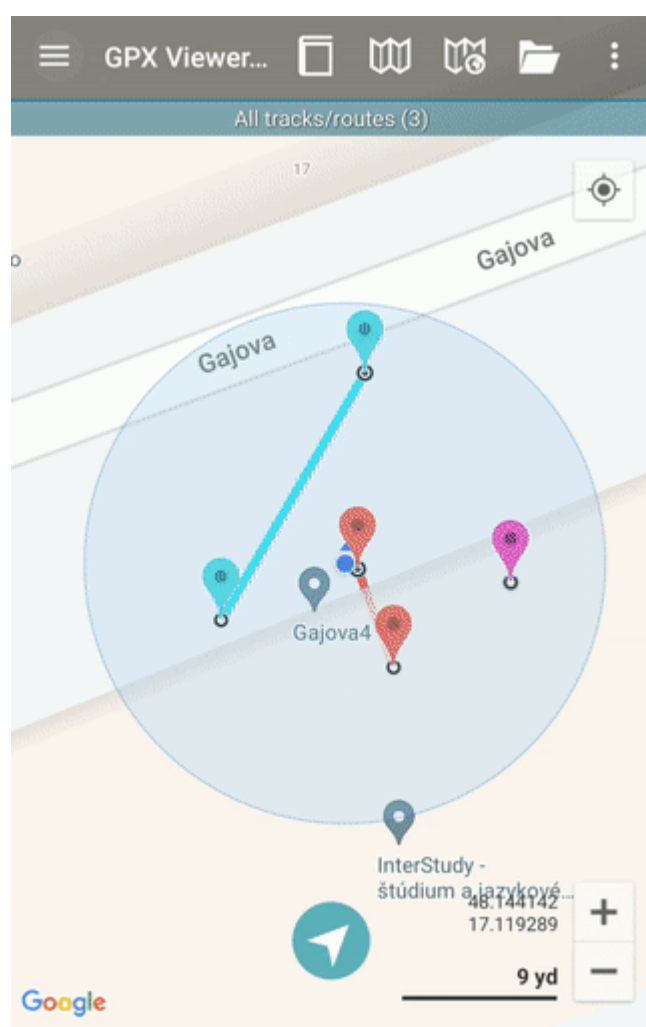 GPX Viewer...
All tracks/routes (3)
17
Gajova
o
Gajova
Gajova4
InterStudy -
štúdium a jazykové...
48.144142
17.119289
9 yd
Google